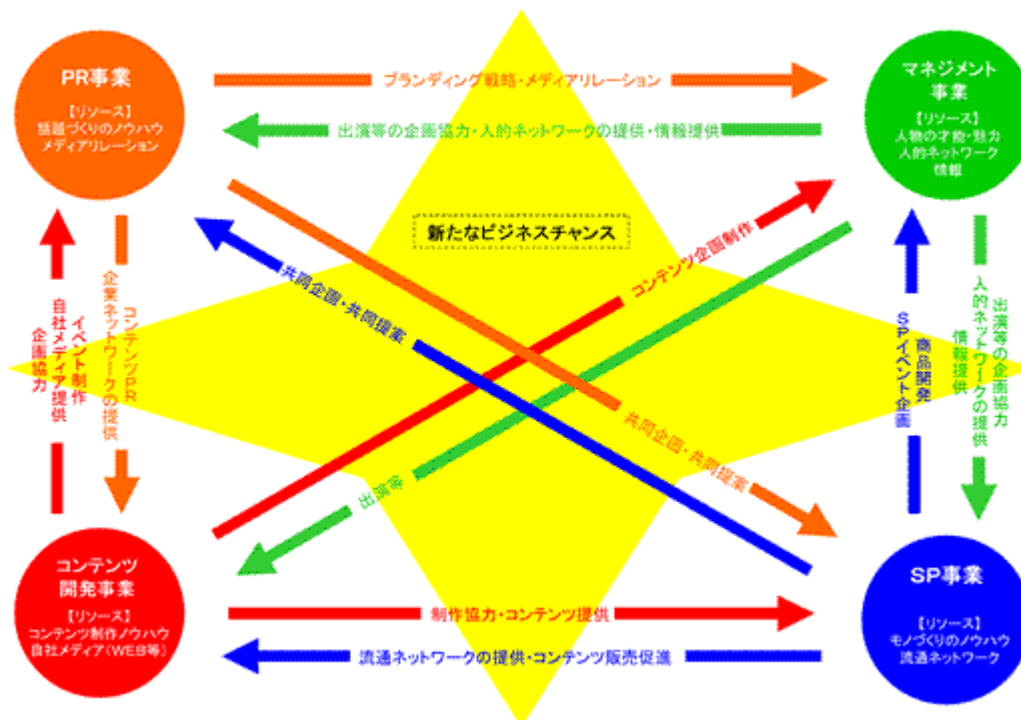 PR事業
【リソース】
話題づくりのノウハウ
メディアリレーション
ブランディング戦略・メディアリレーション
出演等の企画協力・人的ネットワークの提供・情報提供
マネジメント
事業
【リソース】
人物の才能・魅力
人的ネットワーク
情報
新たなビジネスチャンス
共同企画・共同提案
コンテンツ企画制作
イベント制作
自社メディア提供
企画協力
コンテンツPR
企業ネットワークの提供
商品開発
SPイベント企画
出演等の企画協力
人的ネットワークの提供
情報提供
出演等
共同企画・共同提案
コンテンツ
開発事業
【リソース】
コンテンツ制作ノウハウ
自社メディア(WEB等)
制作協力・コンテンツ提供
流通ネットワークの提供・コンテンツ販売促進
SP事業
【リソース】
モノづくりのノウハウ
流通ネットワーク